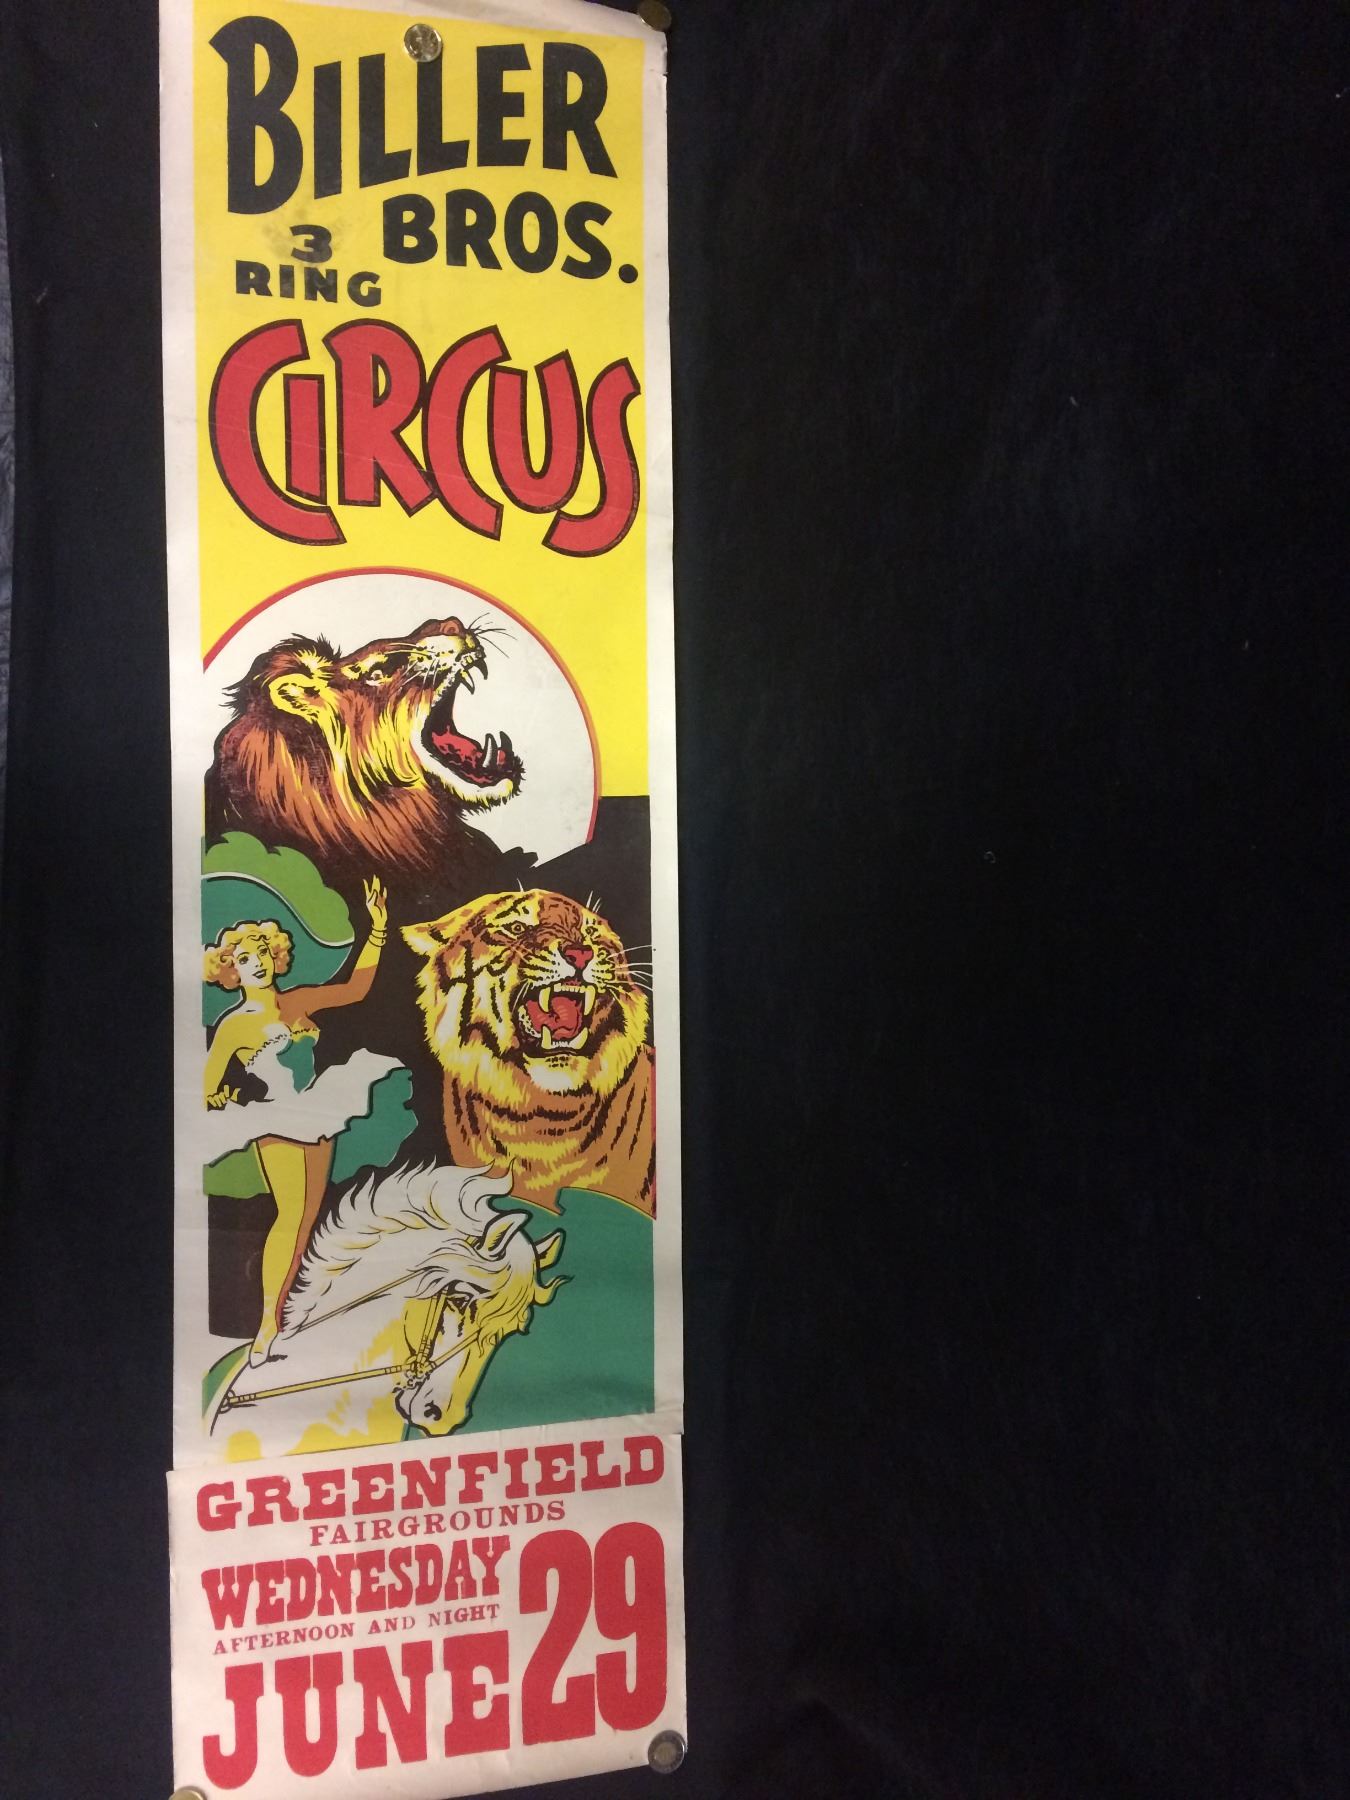 BILLER
BROS.
3
RING
CIRCUS
GREENFIELD
FAIRGROUNDS
WEDNESDAY
AFTERNOON AND NIGHT
JUNE 29